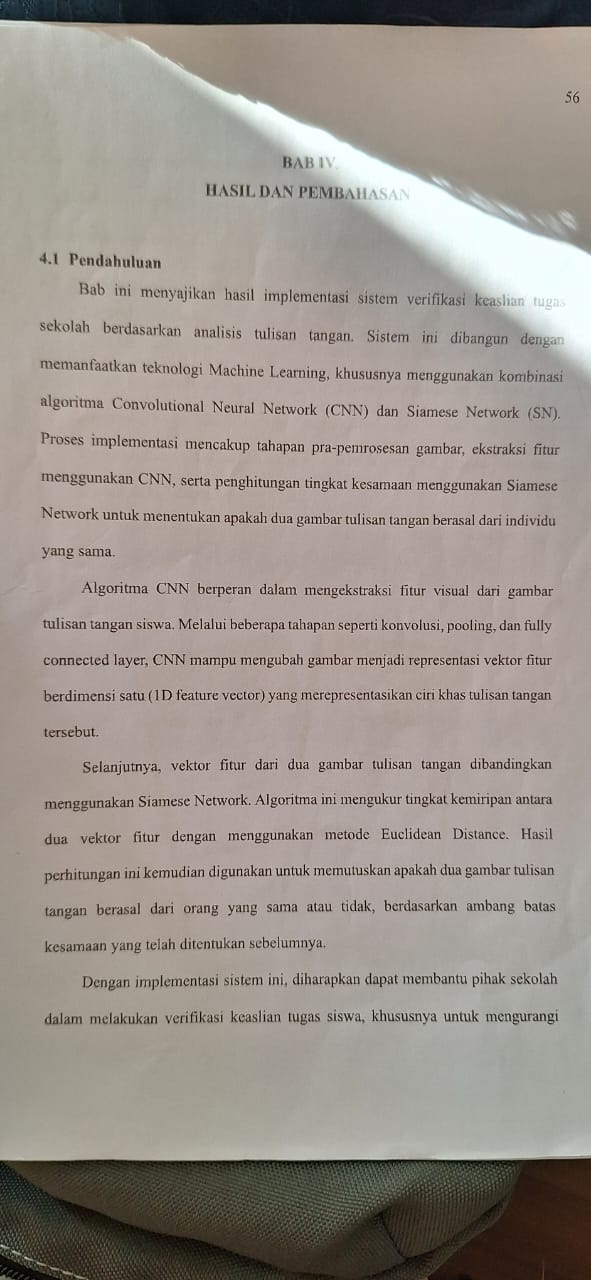 56
BAB IV
HASIL DAN PEMBAHASAN
4.1 Pendahuluan
Bab ini menyajikan hasil implementasi sistem verifikasi keaslian tugas
sekolah berdasarkan analisis tulisan tangan. Sistem ini dibangun dengan
memanfaatkan teknologi Machine Learning, khususnya menggunakan kombinasi
algoritma Convolutional Neural Network (CNN) dan Siamese Network (SN).
Proses implementasi mencakup tahapan pra-pemrosesan gambar, ekstraksi fitur
menggunakan CNN, serta penghitungan tingkat kesamaan menggunakan Siamese
Network untuk menentukan apakah dua gambar tulisan tangan berasal dari individu
yang sama.
Algoritma CNN berperan dalam mengekstraksi fitur visual dari gambar
tulisan tangan siswa. Melalui beberapa tahapan seperti konvolusi, pooling, dan fully
connected layer, CNN mampu mengubah gambar menjadi representasi vektor fitur
berdimensi satu (1D feature vector) yang merepresentasikan ciri khas tulisan tangan
tersebut.
Selanjutnya, vektor fitur dari dua gambar tulisan tangan dibandingkan
menggunakan Siamese Network. Algoritma ini mengukur tingkat kemiripan antara
dua vektor fitur dengan menggunakan metode Euclidean Distance. Hasil
perhitungan ini kemudian digunakan untuk memutuskan apakah dua gambar tulisan
tangan berasal dari orang yang sama atau tidak, berdasarkan ambang batas
kesamaan yang telah ditentukan sebelumnya.
Dengan implementasi sistem ini, diharapkan dapat membantu pihak sekolah
dalam melakukan verifikasi keaslian tugas siswa, khususnya untuk mengurangi